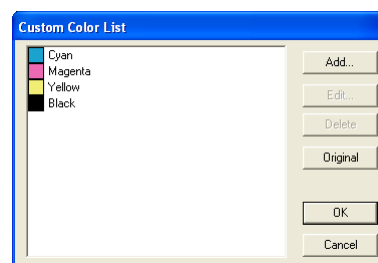 Custom Color List
Cyan
Magenta
Yellow
Black
Add...
Edit...
Delete
Original
OK
Cancel